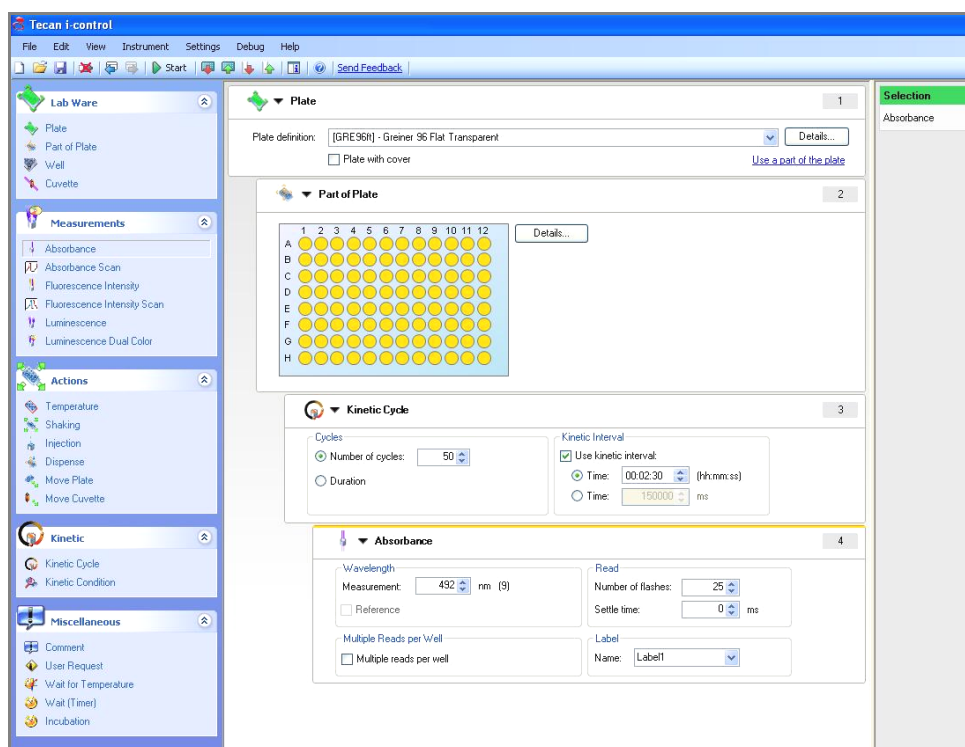 Tecan i-control
File Edit View Instrument Settings Debug Help
Start Send Feedback
Lab Ware
Plate
Part of Plate
Well
Cuvette
Measurements
Absorbance
Absorbance Scan
Fluorescence Intensity
Fluorescence Intensity Scan
Luminescence
Luminescence Dual Color
Actions
Temperature
Shaking
Injection
Dispense
Move Plate
Move Cuvette
Kinetic
Kinetic Cycle
Kinetic Condition
Miscellaneous
Comment
User Request
Wait for Temperature
Wait (Timer)
Incubation
Plate 1
Plate definition: [GRE96ft] - Greiner 96 Flat Transparent Details...
Plate with cover Use a part of the plate
Part of Plate 2
1 2 3 4 5 6 7 8 9 10 11 12
Details...
A
B
C
D
E
F
G
H
Kinetic Cycle 3
Cycles
Number of cycles: 50
Duration
Kinetic Interval
Use kinetic interval:
Time: 00:02:30 (hh:mm:ss)
Time: 150000 ms
Absorbance 4
Wavelength
Measurement: 492 nm (9)
Reference
Read
Number of flashes: 25
Settle time: 0 ms
Multiple Reads per Well
Multiple reads per well
Label
Name: Label1
Selection
Absorbance